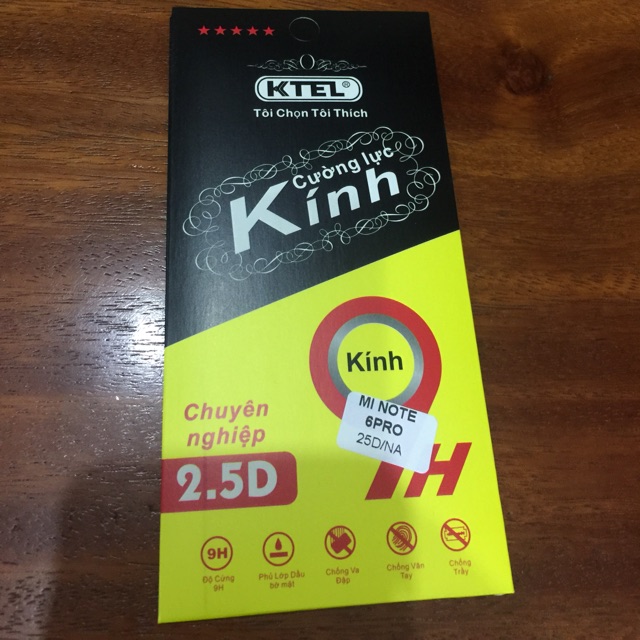 KTEL®
Tôi Chọn Tôi Thích
Cường lực
Kính
Kính
MI NOTE
6PRO
25D/NA
Chuyên
nghiệp
2.5D
H
9H
Độ Cứng
9H
Phủ Lớp Dầu
bề mặt
Chống Va
Đập
Chống Vân
Tay
Chống
Trầy